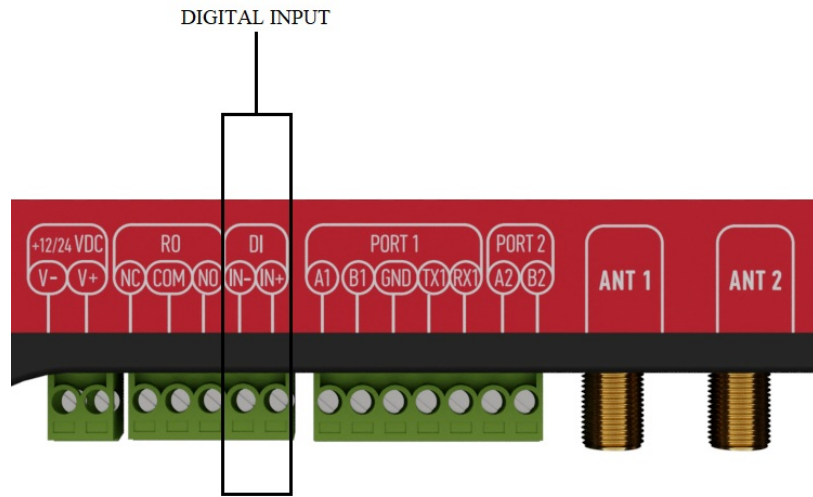 DIGITAL INPUT
+12/24 VDC RO DI PORT 1 PORT 2
V- V+ NC COM NO IN- IN+ A1 B1 GND TX1 RX1 A2 B2 ANT 1 ANT 2